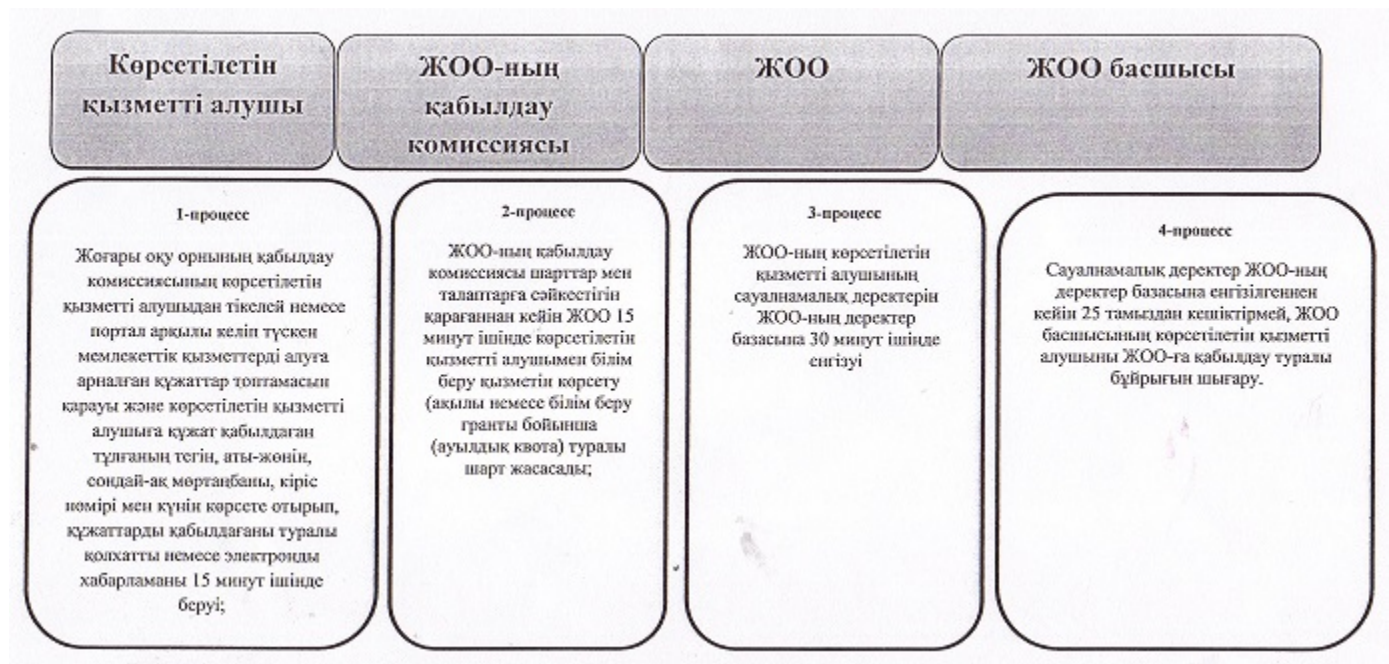 Көрсетілетін
қызметті алушы
ЖОО-ның
қабылдау
комиссиясы
ЖОО
ЖОО басшысы
1-процесс
Жоғары оқу орнының қабылдау
комиссиясының көрсетілетін
қызметті алушыдан тікелей немесе
портал арқылы келіп түскен
мемлекеттік қызметтерді алуға
арналған құжаттар топтамасын
қарауы және көрсетілетін қызметті
алушыға құжат қабылдаған
тұлғаның тегін, аты-жөнін,
сондай-ақ мөртаңбаны, кіріс
нөмірі мен күнін көрсете отырып,
құжаттарды қабылдағаны туралы
қолхатты немесе электронды
хабарламаны 15 минут ішінде
беруі;
2-процесс
ЖОО-ның қабылдау
комиссиясы шарттар мен
талаптарға сәйкестігін
қарағаннан кейін ЖОО 15
минут ішінде көрсетілетін
қызметті алушымен білім
беру қызметін көрсету
(ақылы немесе білім беру
гранты бойынша
(ауылдық квота) туралы
шарт жасасады;
3-процесс
ЖОО-ның көрсетілетін
қызметті алушының
сауалнамалық деректерін
ЖОО-ның деректер
базасына 30 минут ішінде
енгізуі
4-процесс
Сауалнамалық деректер ЖОО-ның
деректер базасына енгізілгеннен
кейін 25 тамыздан кешіктірмей, ЖОО
басшысының көрсетілетін қызметті
алушыны ЖОО-ға қабылдау туралы
бұйрығын шығару.